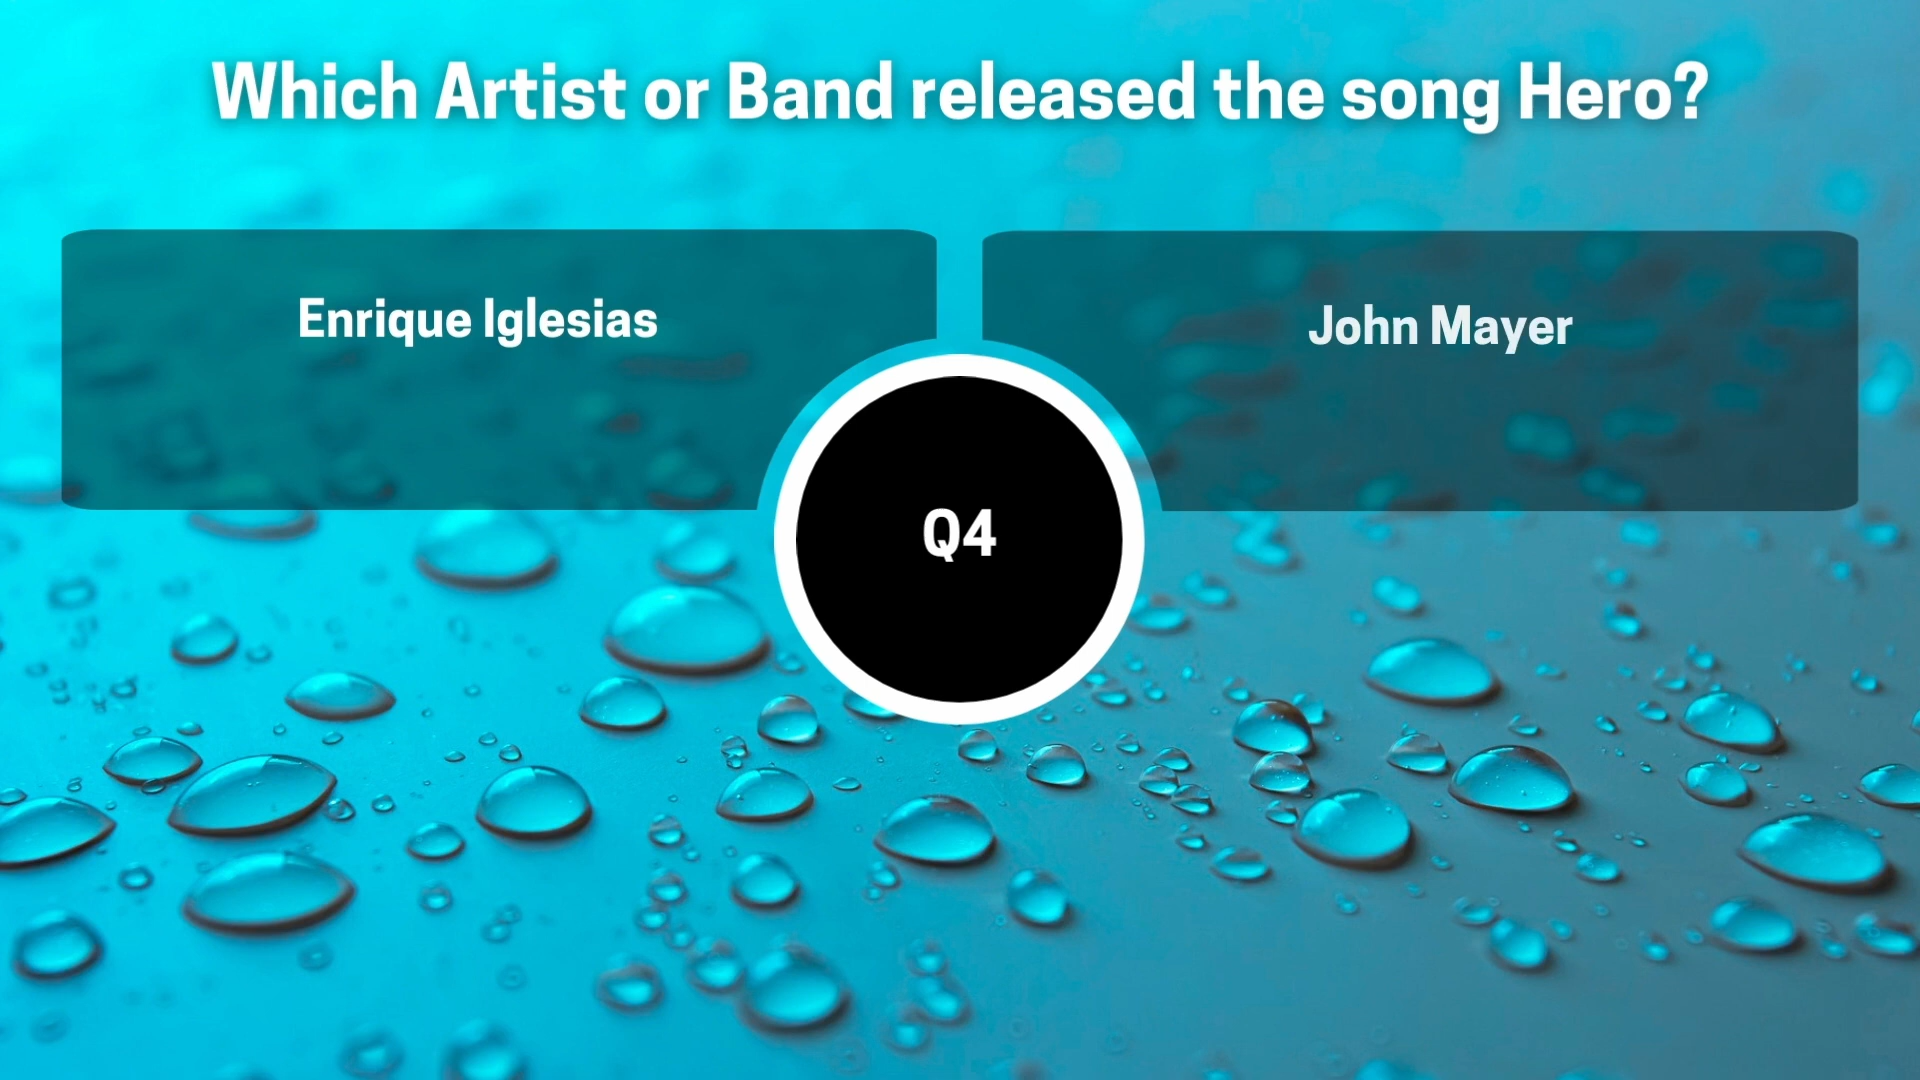 Which Artist or Band released the song Hero?
Enrique Iglesias
John Mayer
Q4